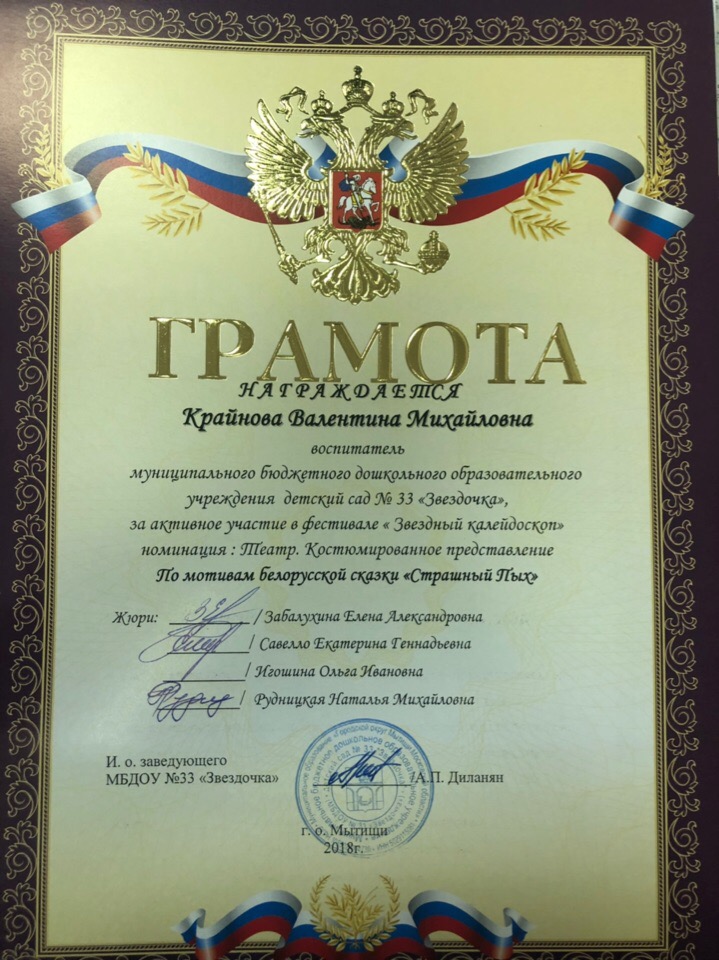 ГРАМОТА
НАГРАЖДАЕТСЯ
Крайнова Валентина Михайловна
воспитатель
муниципального бюджетного дошкольного образовательного
учреждения детский сад № 33 «Звездочка»,
за активное участие в фестивале « Звездный калейдоскоп»
номинация : Театр. Костюмированное представление
По мотивам белорусской сказки «Страшный Пых»
Жюри: / Забалухина Елена Александровна
/ Савелло Екатерина Геннадьевна
/ Игошина Ольга Ивановна
/ Рудницкая Наталья Михайловна
И. о. заведующего
МБДОУ №33 «Звездочка» А.П. Диланян
г. о. Мытищи
2018г.